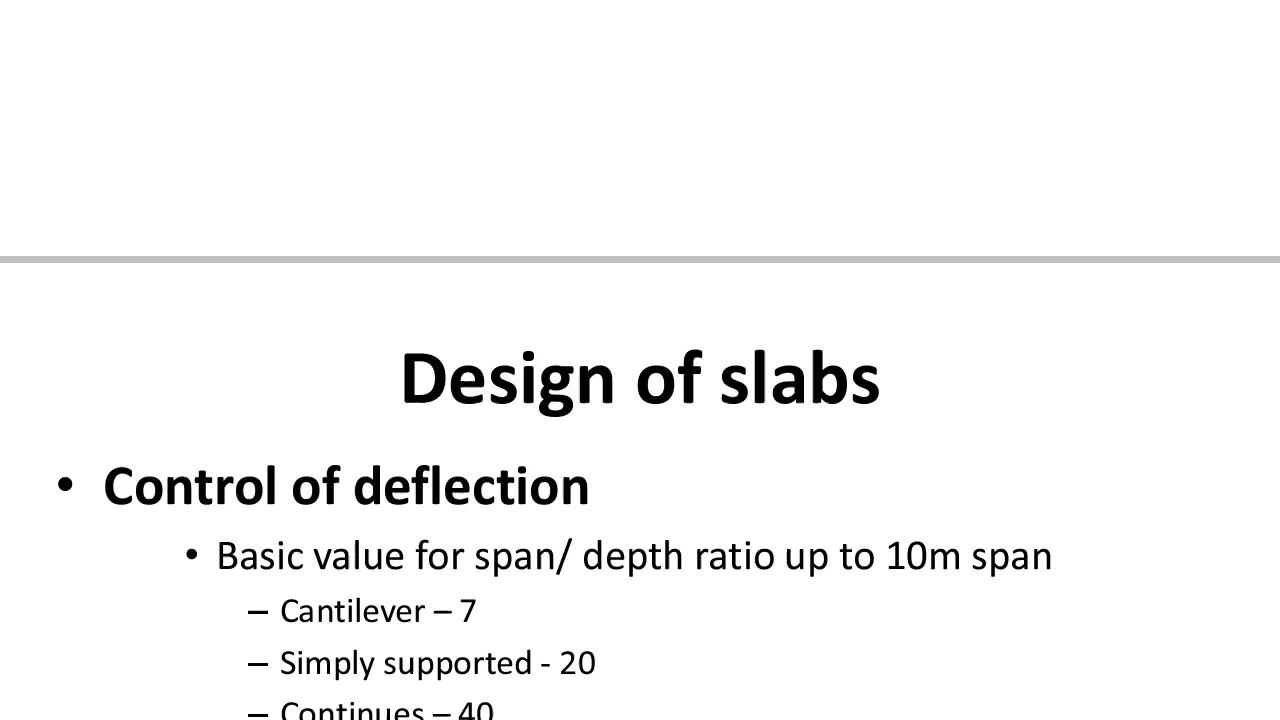 Design of slabs
• Control of deflection
• Basic value for span/ depth ratio up to 10m span
– Cantilever – 7
– Simply supported - 20
– Continues – 40